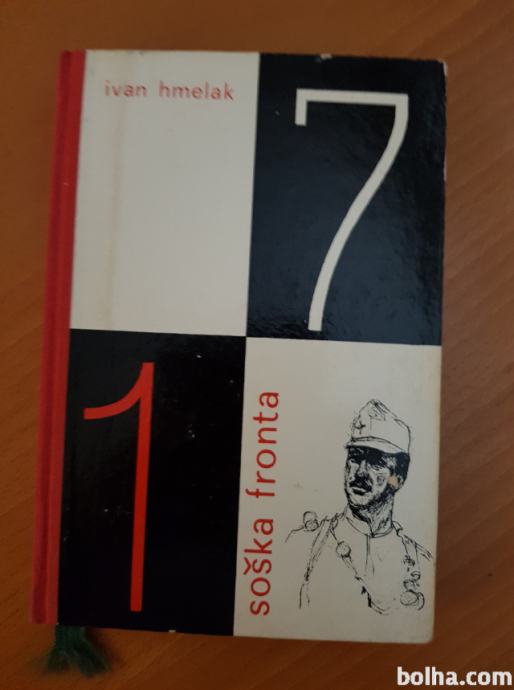 ivan hmelak
7
1
soška fronta
bolha.com